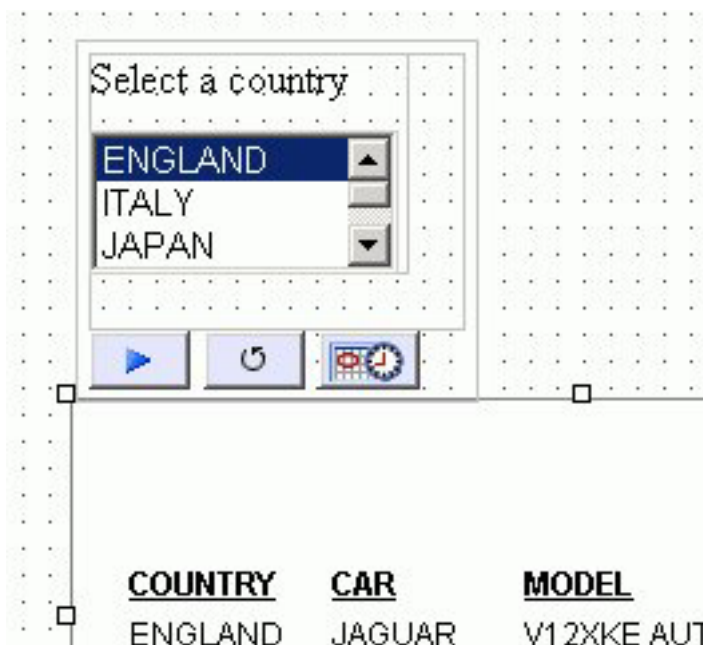 Select a country
ENGLAND
ITALY
JAPAN
COUNTRY CAR MODEL
ENGLAND JAGUAR V12XKE AUT